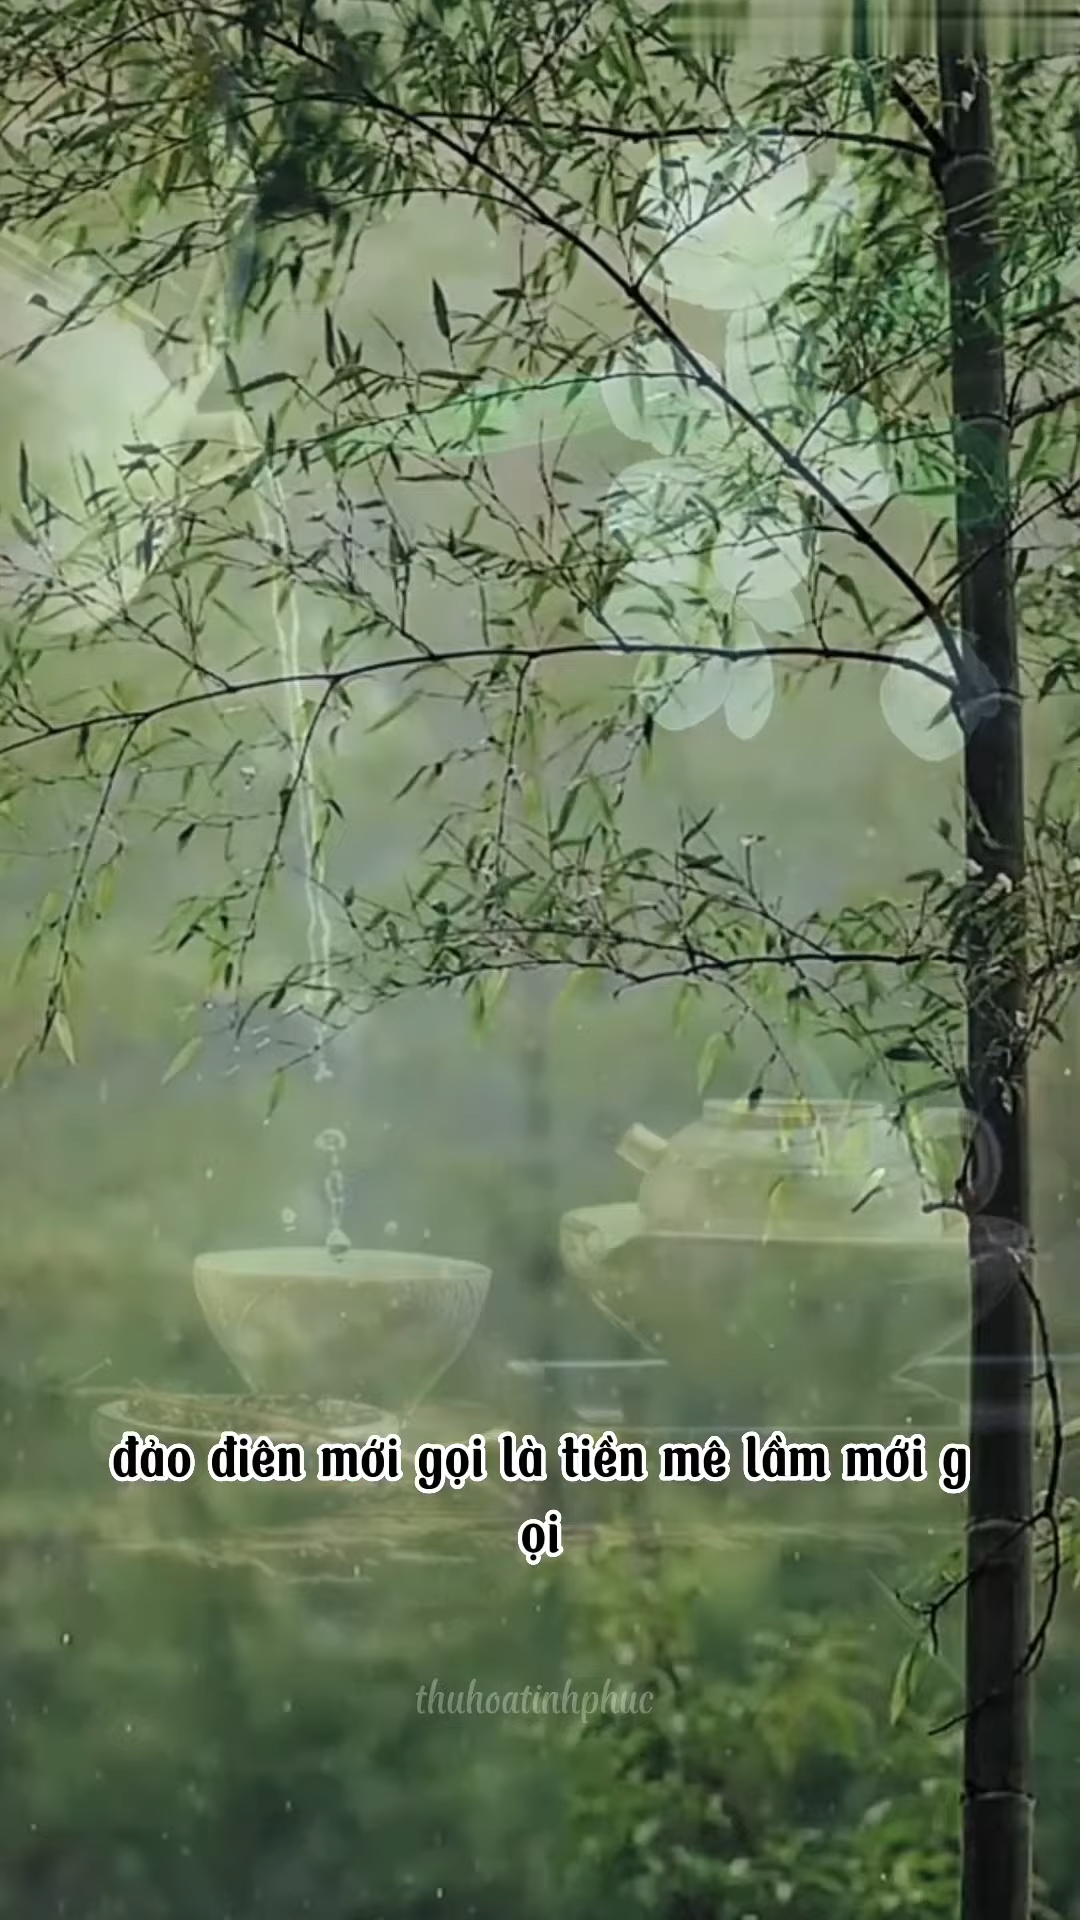 đảo điên mới gọi là tiền mê lầm mới g
ọi
thuhoatinhphuc